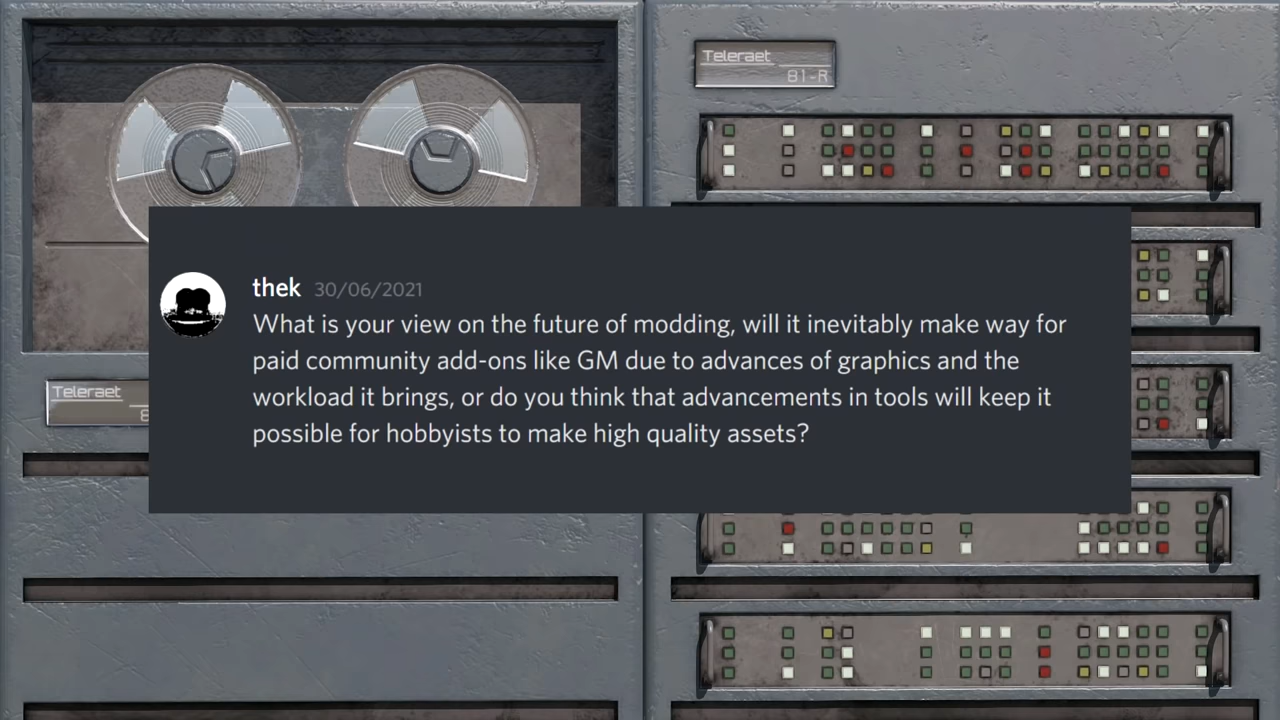 Teleraet
81-R
thek 30/06/2021
What is your view on the future of modding, will it inevitably make way for
paid community add-ons like GM due to advances of graphics and the
workload it brings, or do you think that advancements in tools will keep it
possible for hobbyists to make high quality assets?
Teleraet
8